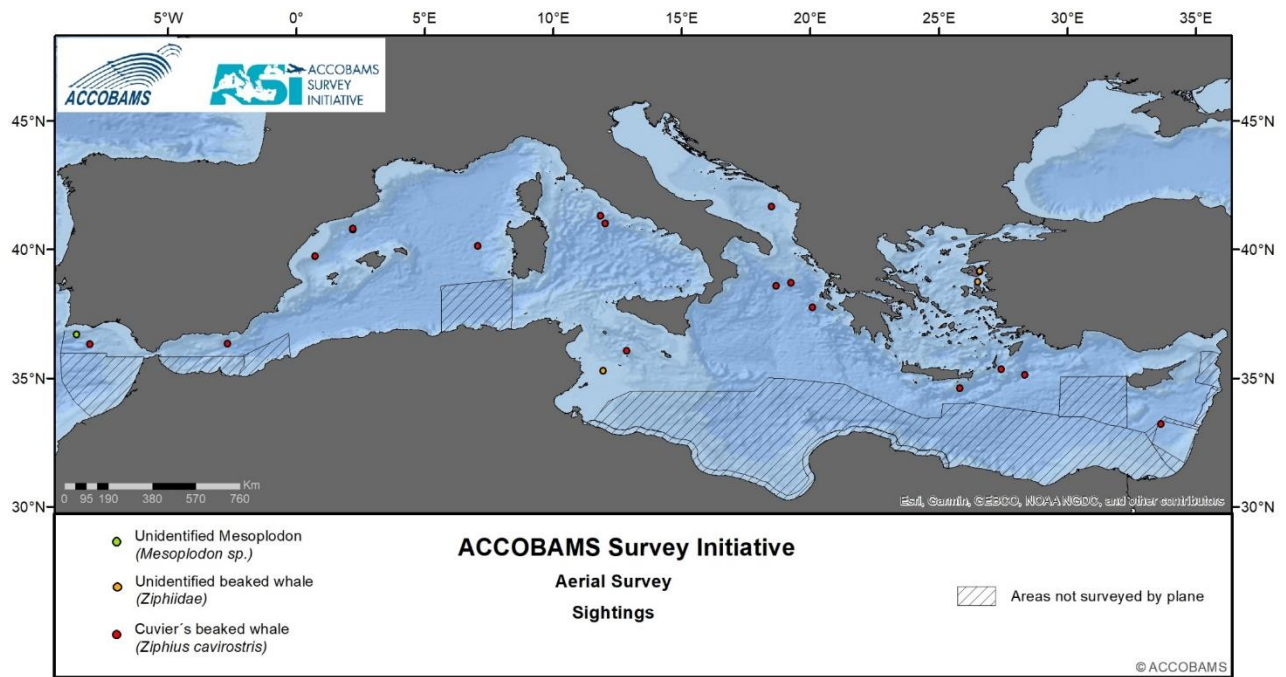 5°W 0° 5°E 10°E 15°E 20°E 25°E 30°E 35°E
ACCOBAMS
ASI
ACCOBAMS
SURVEY
INITIATIVE
45°N 45°N
40°N 40°N
35°N 35°N
30°N 30°N
Km
0 95 190 380 570 760
Esri, Garmin, GEBCO, NOAA NGDC, and other contributors
Unidentified Mesoplodon
(Mesoplodon sp.)
Unidentified beaked whale
(Ziphiidae)
Cuvier´s beaked whale
(Ziphius cavirostris)
ACCOBAMS Survey Initiative
Aerial Survey
Sightings
Areas not surveyed by plane
© ACCOBAMS